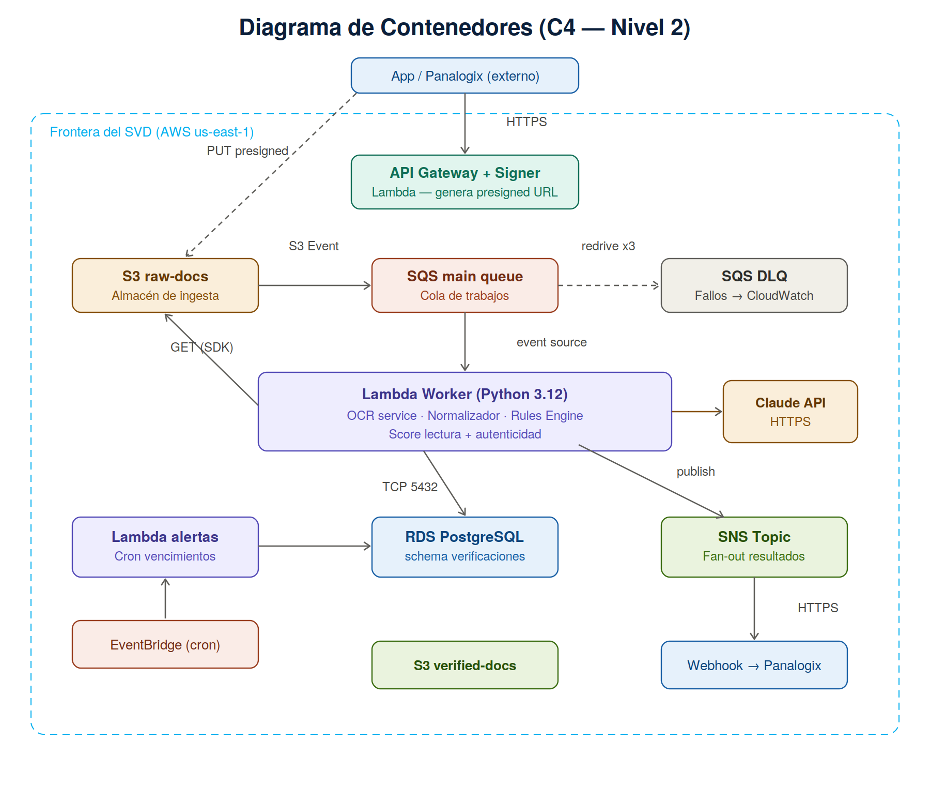 Diagrama de Contenedores (C4 — Nivel 2)
App / Panalogix (externo)
HTTPS
Frontera del SVD (AWS us-east-1)
PUT presigned
API Gateway + Signer
Lambda — genera presigned URL
S3 Event
redrive x3
S3 raw-docs
Almacén de ingesta
SQS main queue
Cola de trabajos
SQS DLQ
Fallos → CloudWatch
GET (SDK)
event source
Lambda Worker (Python 3.12)
OCR service · Normalizador · Rules Engine
Score lectura + autenticidad
Claude API
HTTPS
publish
TCP 5432
Lambda alertas
Cron vencimientos
RDS PostgreSQL
schema verificaciones
SNS Topic
Fan-out resultados
HTTPS
EventBridge (cron)
S3 verified-docs
Webhook → Panalogix